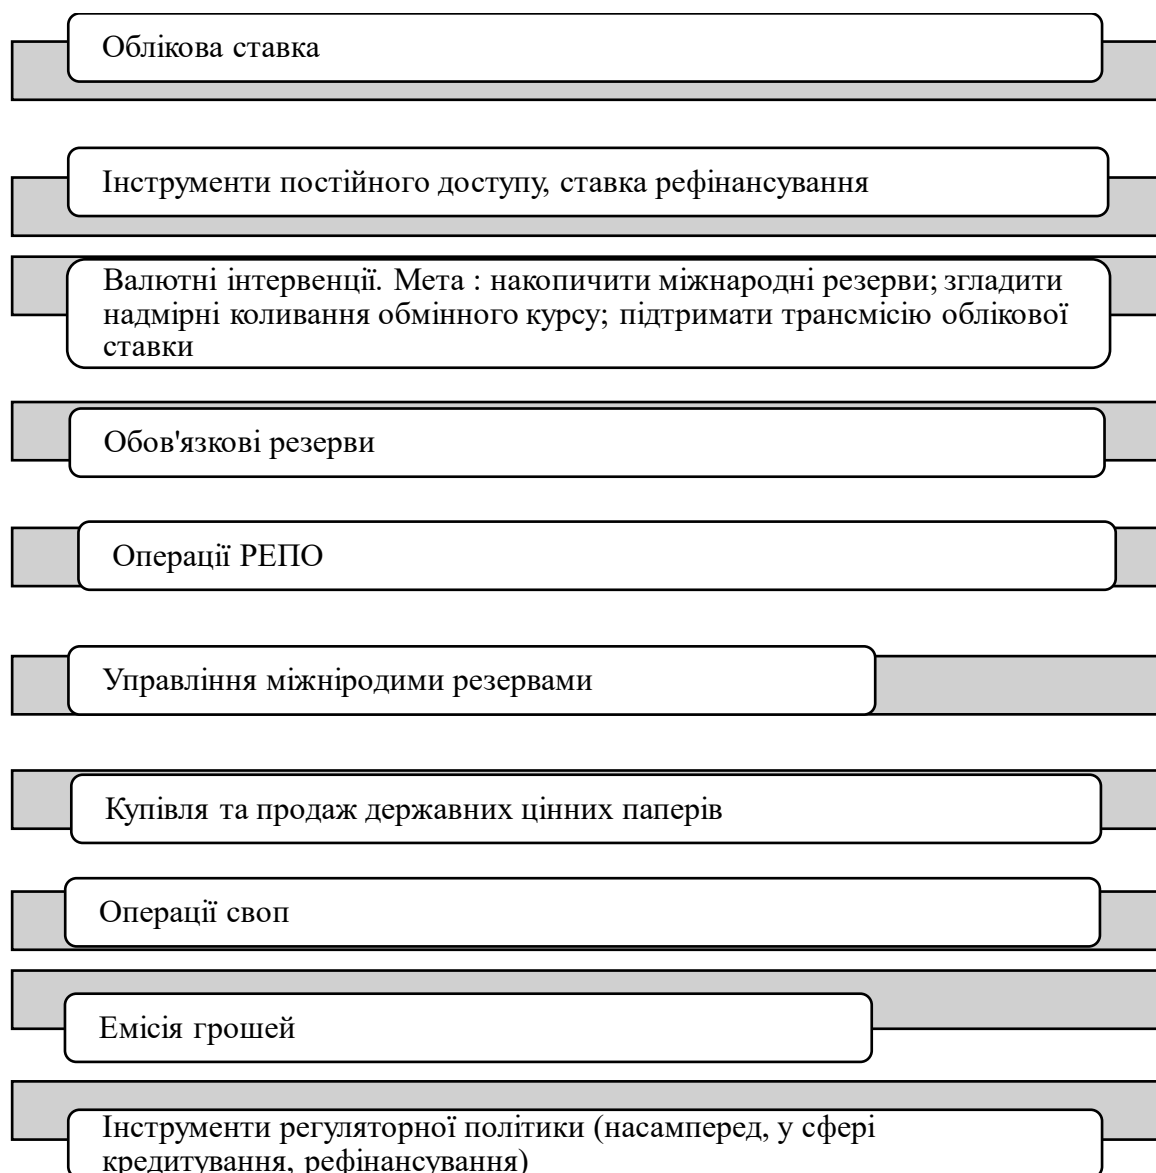 Облікова ставка
Інструменти постійного доступу, ставка рефінансування
Валютні інтервенції. Мета : накопичити міжнародні резерви; згладити
надмірні коливання обмінного курсу; підтримати трансмісію облікової
ставки
Обов'язкові резерви
Операції РЕПО
Управління міжніродими резервами
Купівля та продаж державних цінних паперів
Операції своп
Емісія грошей
Інструменти регуляторної політики (насамперед, у сфері
кредитування, рефінансування)